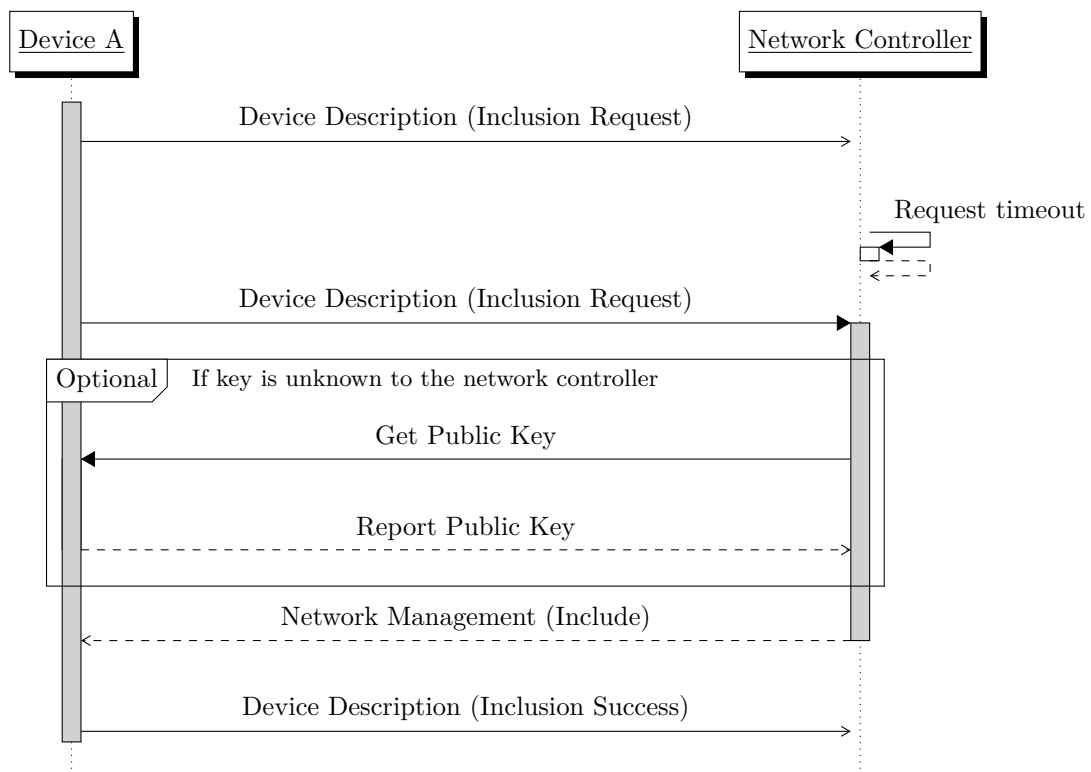 Device A
Network Controller
Device Description (Inclusion Request)
Request timeout
Device Description (Inclusion Request)
Optional
If key is unknown to the network controller
Get Public Key
Report Public Key
Network Management (Include)
Device Description (Inclusion Success)